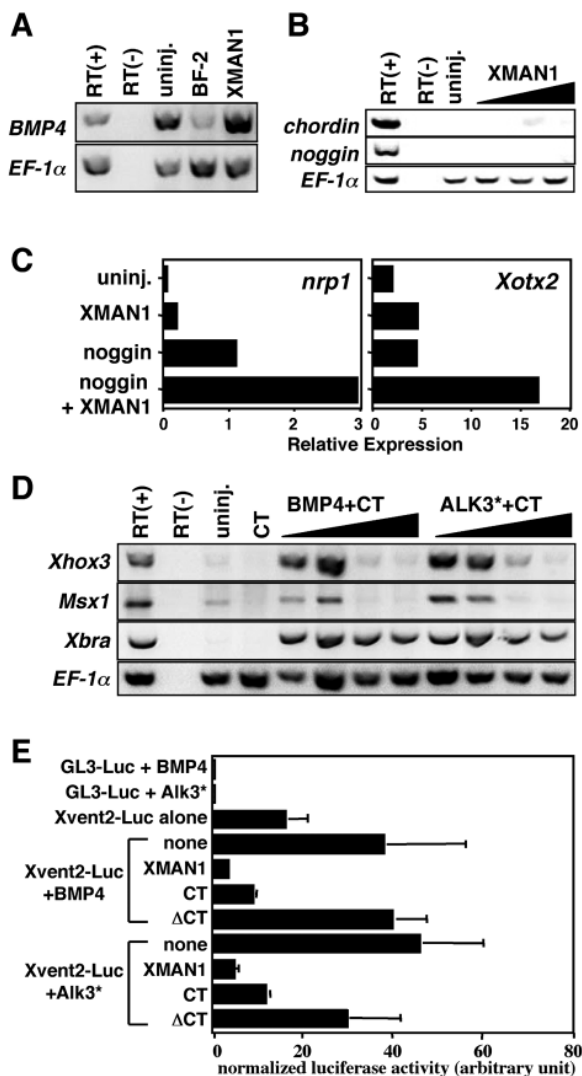 A
RT(+) RT(-) uninj. BF-2 XMAN1
BMP4
EF-1α
B
RT(+) RT(-) uninj. XMAN1
chordin
noggin
EF-1α
C
nrp1 Xotx2
uninj.
XMAN1
noggin
noggin
+ XMAN1
0 1 2 3 0 5 10 15 20
Relative Expression
D
RT(+) RT(-) uninj. CT BMP4+CT ALK3*+CT
Xhox3
Msx1
Xbra
EF-1α
E
GL3-Luc + BMP4
GL3-Luc + Alk3*
Xvent2-Luc alone
Xvent2-Luc
+BMP4
none
XMAN1
CT
ΔCT
Xvent2-Luc
+Alk3*
none
XMAN1
CT
ΔCT
0 20 40 60 80
normalized luciferase activity (arbitrary unit)